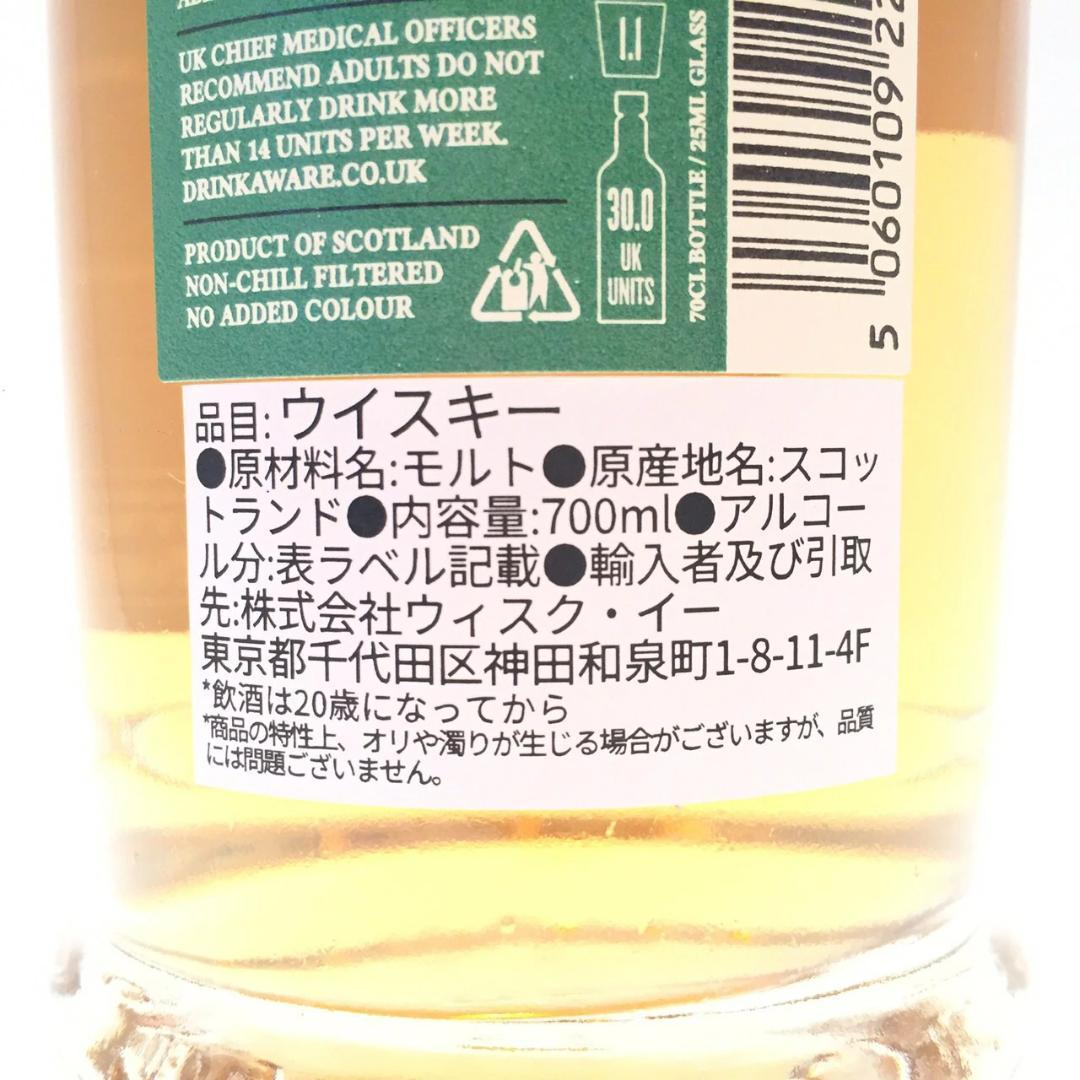 UK CHIEF MEDICAL OFFICERS
RECOMMEND ADULTS DO NOT
REGULARLY DRINK MORE
THAN 14 UNITS PER WEEK.
DRINKAWARE.CO.UK
PRODUCT OF SCOTLAND
NON-CHILL FILTERED
NO ADDED COLOUR
1.1
30.0
UK
UNITS
70CL BOTTLE / 25ML GLASS
5 060109 22
品目: ウイスキー
●原材料名:モルト●原産地名:スコッ
トランド●内容量:700ml●アルコー
ル分:表ラベル記載●輸入者及び引取
先:株式会社ウィスク・イー
東京都千代田区神田和泉町1-8-11-4F
*飲酒は20歳になってから
*商品の特性上、オリや濁りが生じる場合がございますが、品質
には問題ございません。